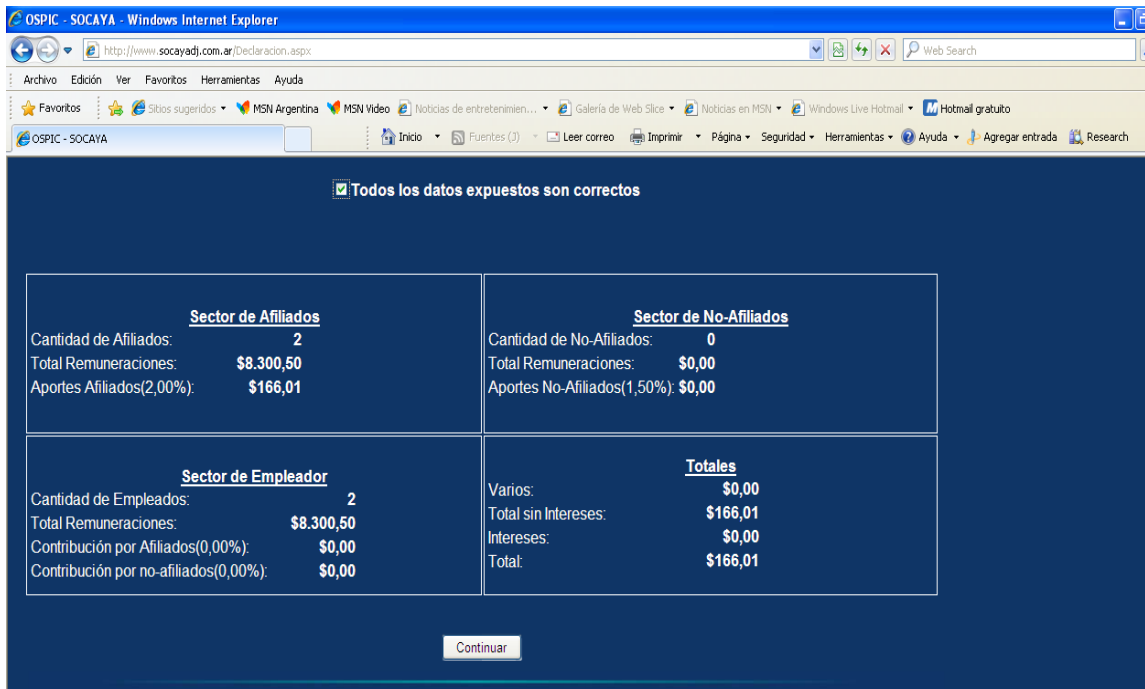 OSPIC - SOCAYA - Windows Internet Explorer
http://www.socayadj.com.ar/Declaracion.aspx
Web Search
Archivo Edición Ver Favoritos Herramientas Ayuda
Favoritos Sitios sugeridos MSN Argentina MSN Video Noticias de entretenimien... Galería de Web Slice Noticias en MSN Windows Live Hotmail Hotmail gratuito
OSPIC - SOCAYA Inicio Fuentes (J) Leer correo Imprimir Página Seguridad Herramientas Ayuda Agregar entrada Research
Todos los datos expuestos son correctos
Sector de Afiliados
Cantidad de Afiliados: 2
Total Remuneraciones: $8.300,50
Aportes Afiliados(2,00%): $166,01
Sector de No-Afiliados
Cantidad de No-Afiliados: 0
Total Remuneraciones: $0,00
Aportes No-Afiliados(1,50%): $0,00
Sector de Empleador
Cantidad de Empleados: 2
Total Remuneraciones: $8.300,50
Contribución por Afiliados(0,00%): $0,00
Contribución por no-afiliados(0,00%): $0,00
Totales
Varios: $0,00
Total sin Intereses: $166,01
Intereses: $0,00
Total: $166,01
Continuar